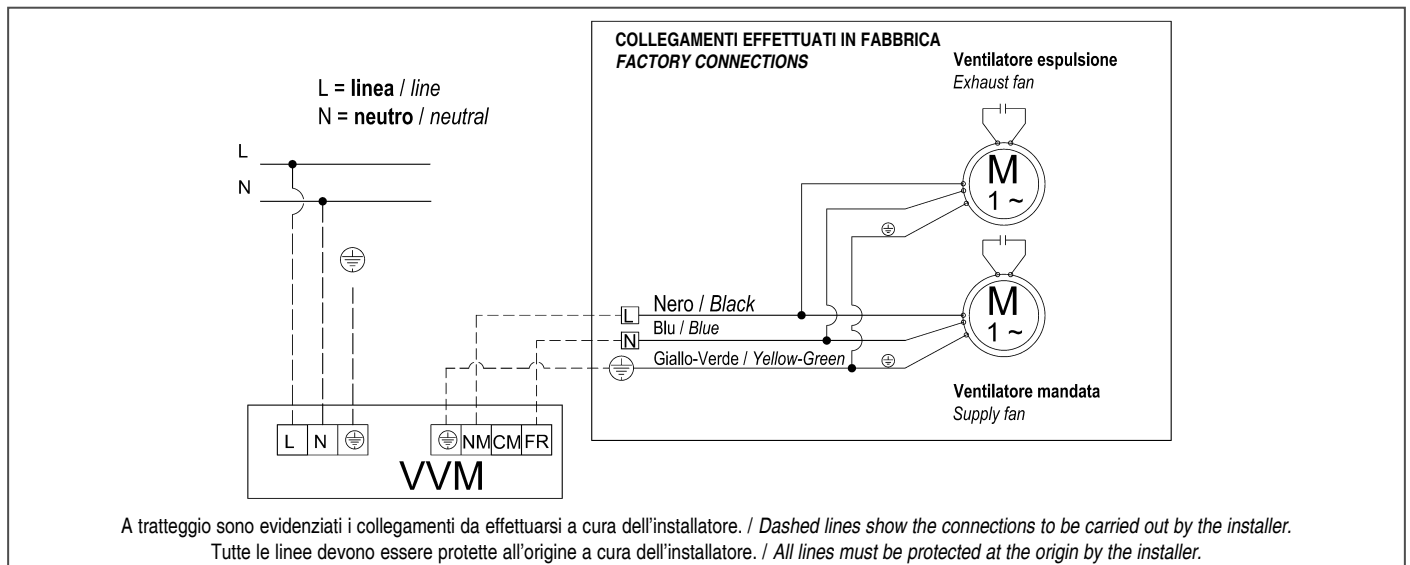 COLLEGAMENTI EFFETTUATI IN FABBRICA
FACTORY CONNECTIONS
Ventilatore espulsione
Exhaust fan
L = linea / line
N = neutro / neutral
L
N
M
1 ~
M
1 ~
L Nero / Black
N Blu / Blue
Giallo-Verde / Yellow-Green
Ventilatore mandata
Supply fan
L N NM CM FR
VVM
A tratteggio sono evidenziati i collegamenti da effettuarsi a cura dell'installatore. / Dashed lines show the connections to be carried out by the installer.
Tutte le linee devono essere protette all'origine a cura dell'installatore. / All lines must be protected at the origin by the installer.